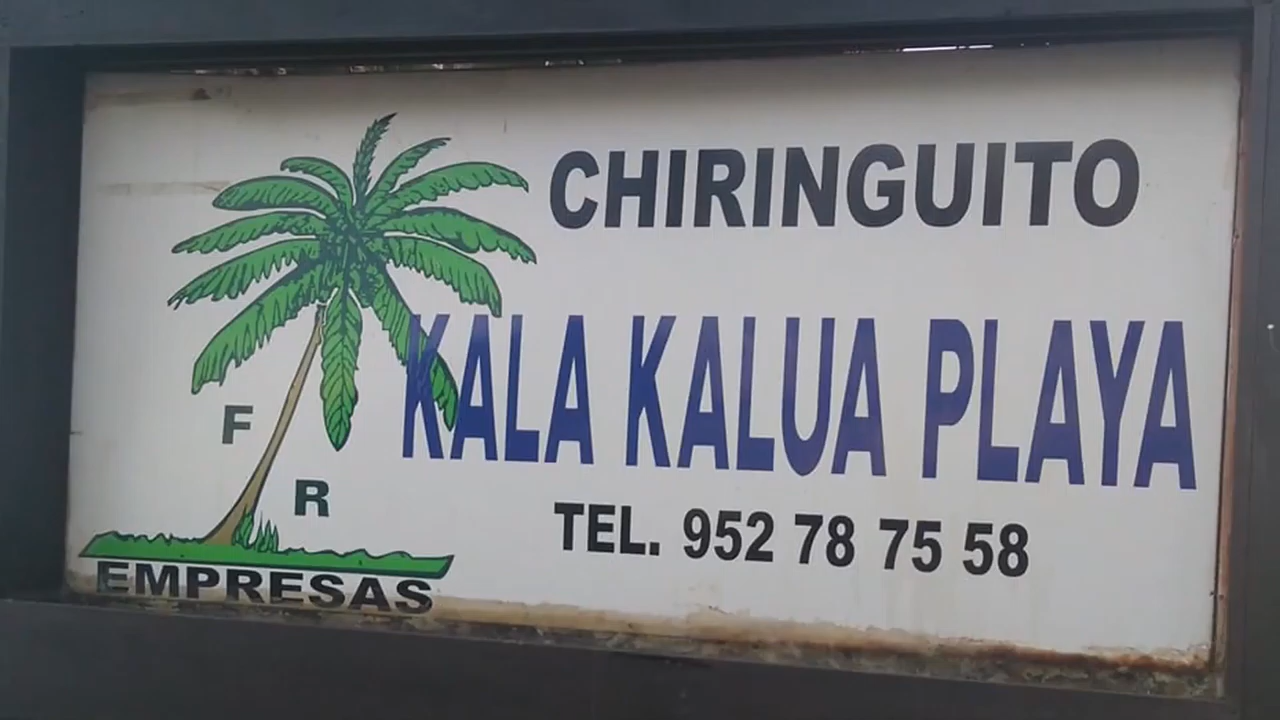 CHIRINGUITO
KALA KALUA PLAYA
TEL. 952 78 75 58
F
R
EMPRESAS